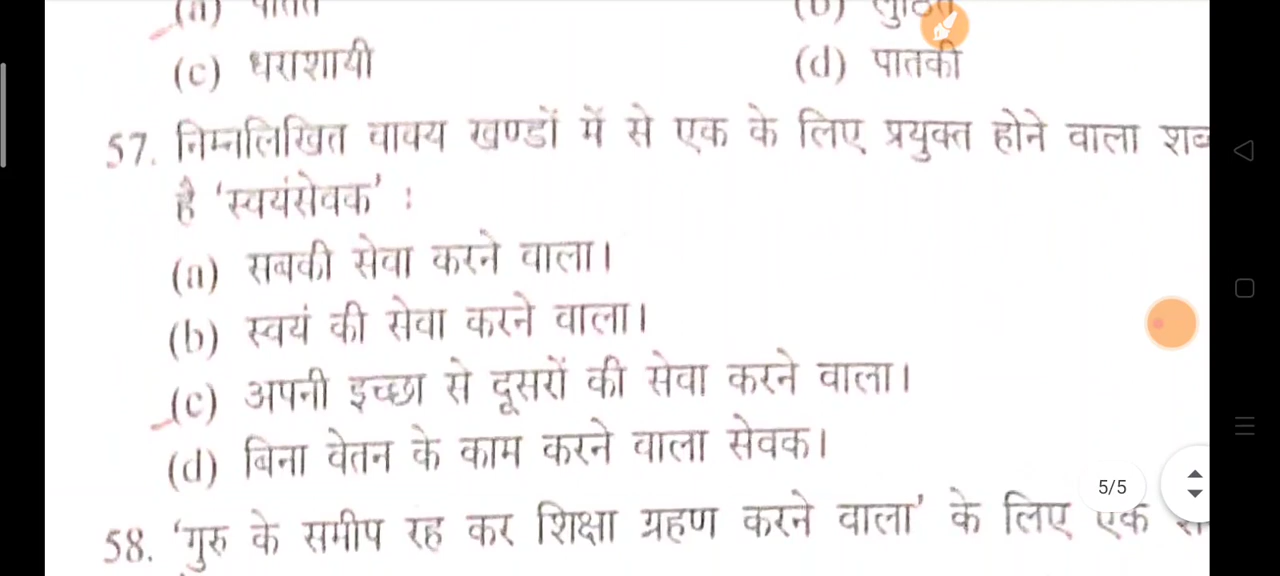 (c) धराशायी (d) पातकी
57. निम्नलिखित वाक्य खण्डों में से एक के लिए प्रयुक्त होने वाला
है 'स्वयंसेवक' :
(a) सबकी सेवा करने वाला।
(b) स्वयं की सेवा करने वाला।
(c) अपनी इच्छा से दूसरों की सेवा करने वाला।
(d) बिना वेतन के काम करने वाला सेवक।
5/5
58. 'गुरु के समीप रह कर शिक्षा ग्रहण करने वाला' के लिए एक